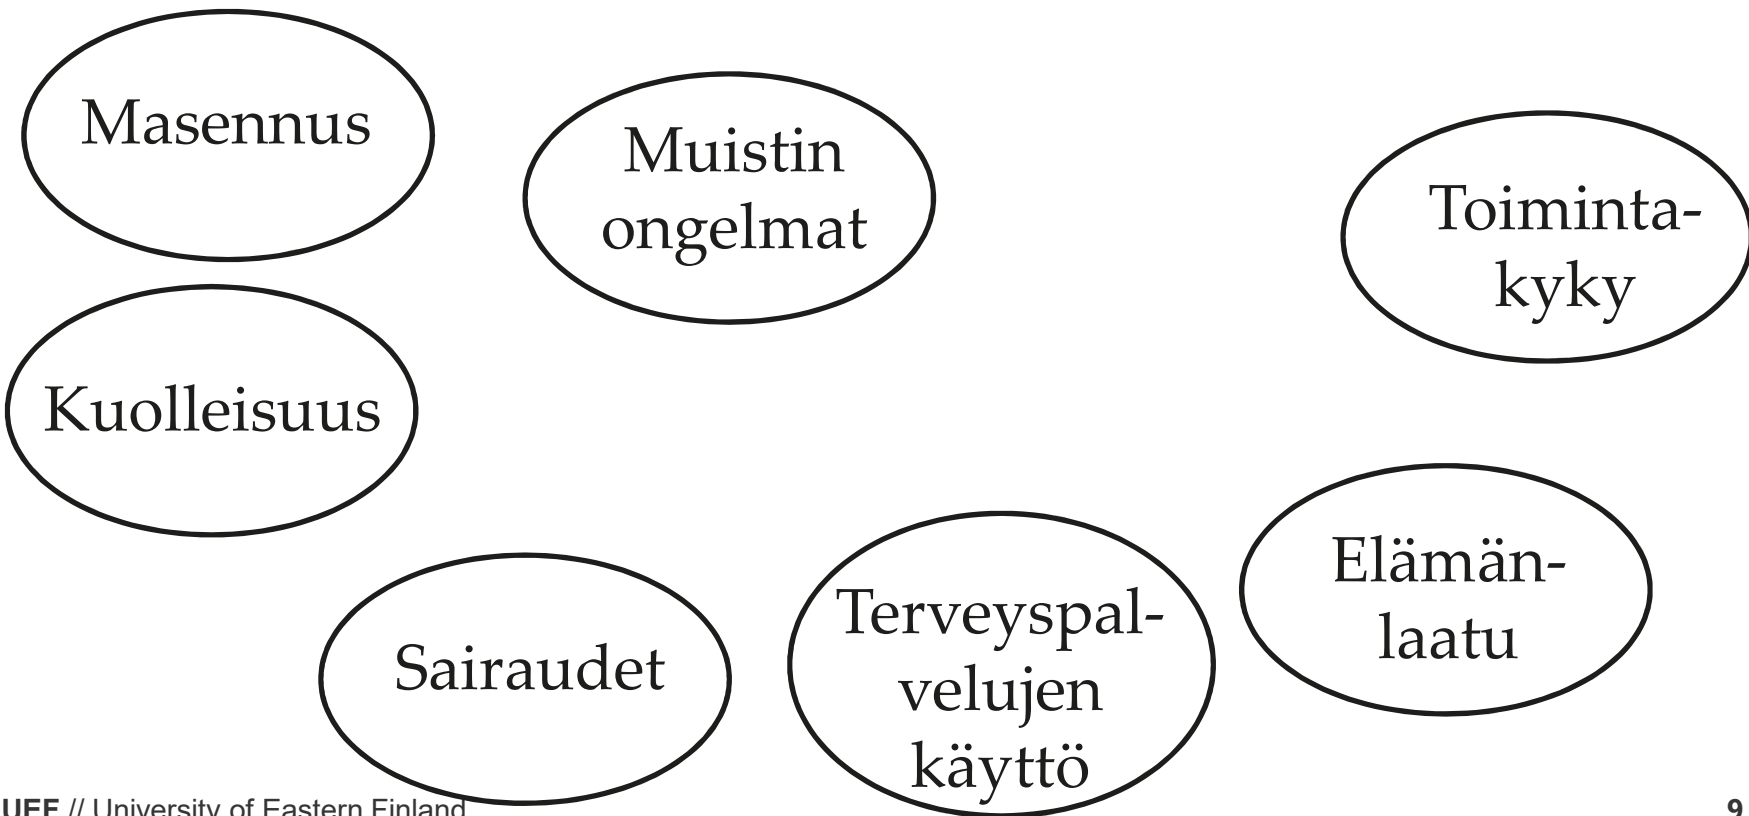 Masennus
Muistin
ongelmat
Toiminta-
kyky
Kuolleisuus
Elämän-
laatu
Terveyspal-
velujen
käyttö
Sairaudet
UEF // University of Eastern Finland
9